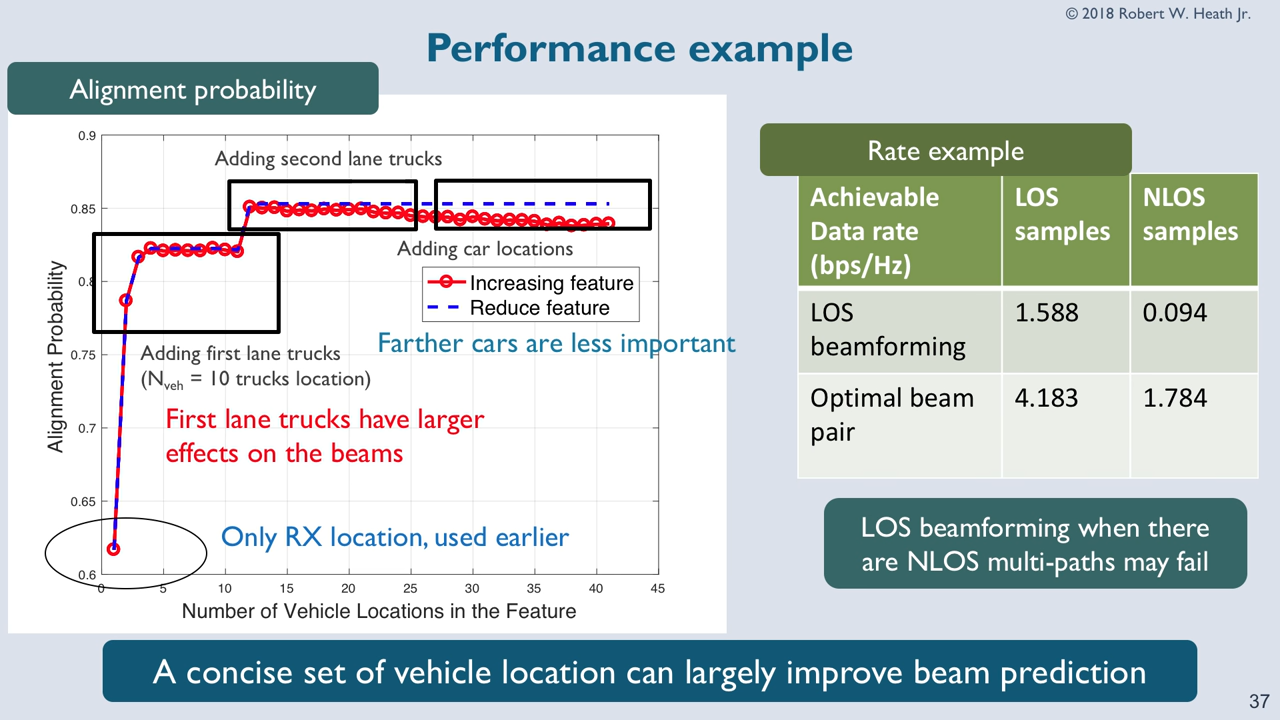 © 2018 Robert W. Heath Jr.
Performance example
Alignment probability
0.9
0.85
0.8
0.75
0.7
0.65
0.6
Alignment Probability
Adding second lane trucks
Adding car locations
Increasing feature
Reduce feature
Farther cars are less important
Adding first lane trucks
(Nveh = 10 trucks location)
First lane trucks have larger
effects on the beams
Only RX location, used earlier
0 5 10 15 20 25 30 35 40 45
Number of Vehicle Locations in the Feature
Rate example
Achievable
Data rate
(bps/Hz)
LOS
samples
NLOS
samples
LOS
beamforming
1.588
0.094
Optimal beam
pair
4.183
1.784
LOS beamforming when there
are NLOS multi-paths may fail
A concise set of vehicle location can largely improve beam prediction
37